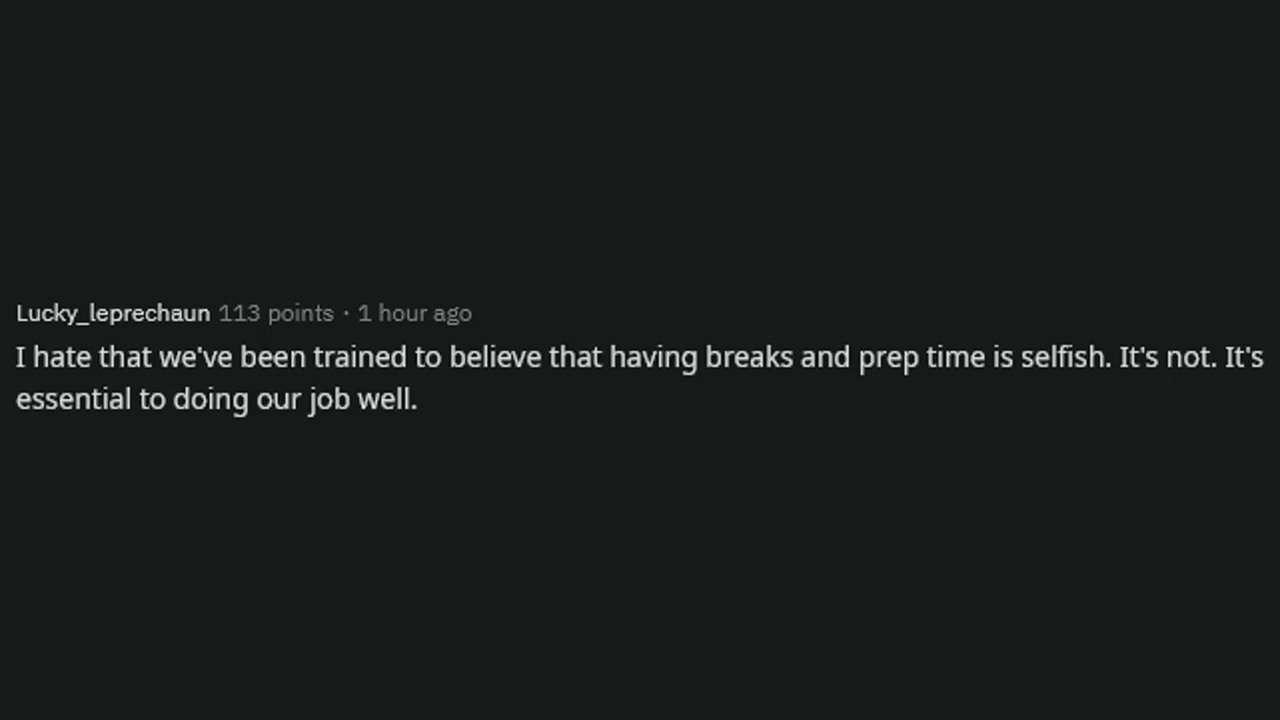 Lucky_leprechaun 113 points · 1 hour ago
I hate that we've been trained to believe that having breaks and prep time is selfish. It's not. It's
essential to doing our job well.